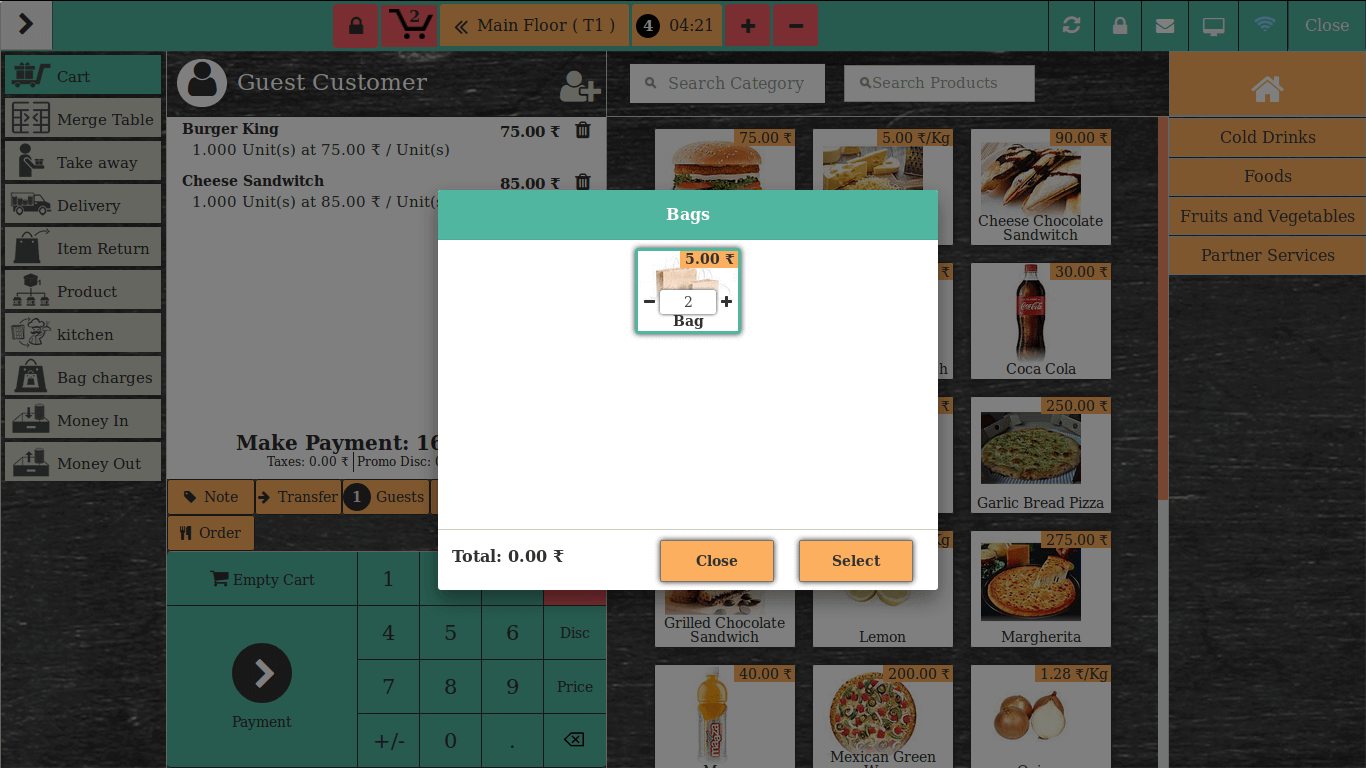 2
Main Floor ( T1 )
4 04:21
Close
Cart
Merge Table
Take away
Delivery
Item Return
Product
kitchen
Bag charges
Money In
Money Out
Guest Customer
Burger King 75.00 ₹
1.000 Unit(s) at 75.00 ₹ / Unit(s)
Cheese Sandwitch 85.00 ₹
1.000 Unit(s) at 85.00 ₹ / Unit(s)
Make Payment: 16
Taxes: 0.00 ₹ Promo Disc:
Note
Transfer
1 Guests
Order
Empty Cart
Payment
1
4 5 6 Disc
7 8 9 Price
+/- 0 .
Bags
5.00 ₹
− 2 +
Bag
Total: 0.00 ₹
Close
Select
Search Category
Search Products
75.00 ₹
5.00 ₹/Kg
90.00 ₹
Cheese Chocolate
Sandwitch
₹
30.00 ₹
h
Coca Cola
₹
250.00 ₹
Garlic Bread Pizza
Kg
275.00 ₹
Grilled Chocolate
Sandwich
Lemon
Margherita
40.00 ₹
200.00 ₹
1.28 ₹/Kg
maaza
Mexican Green
Cold Drinks
Foods
Fruits and Vegetables
Partner Services